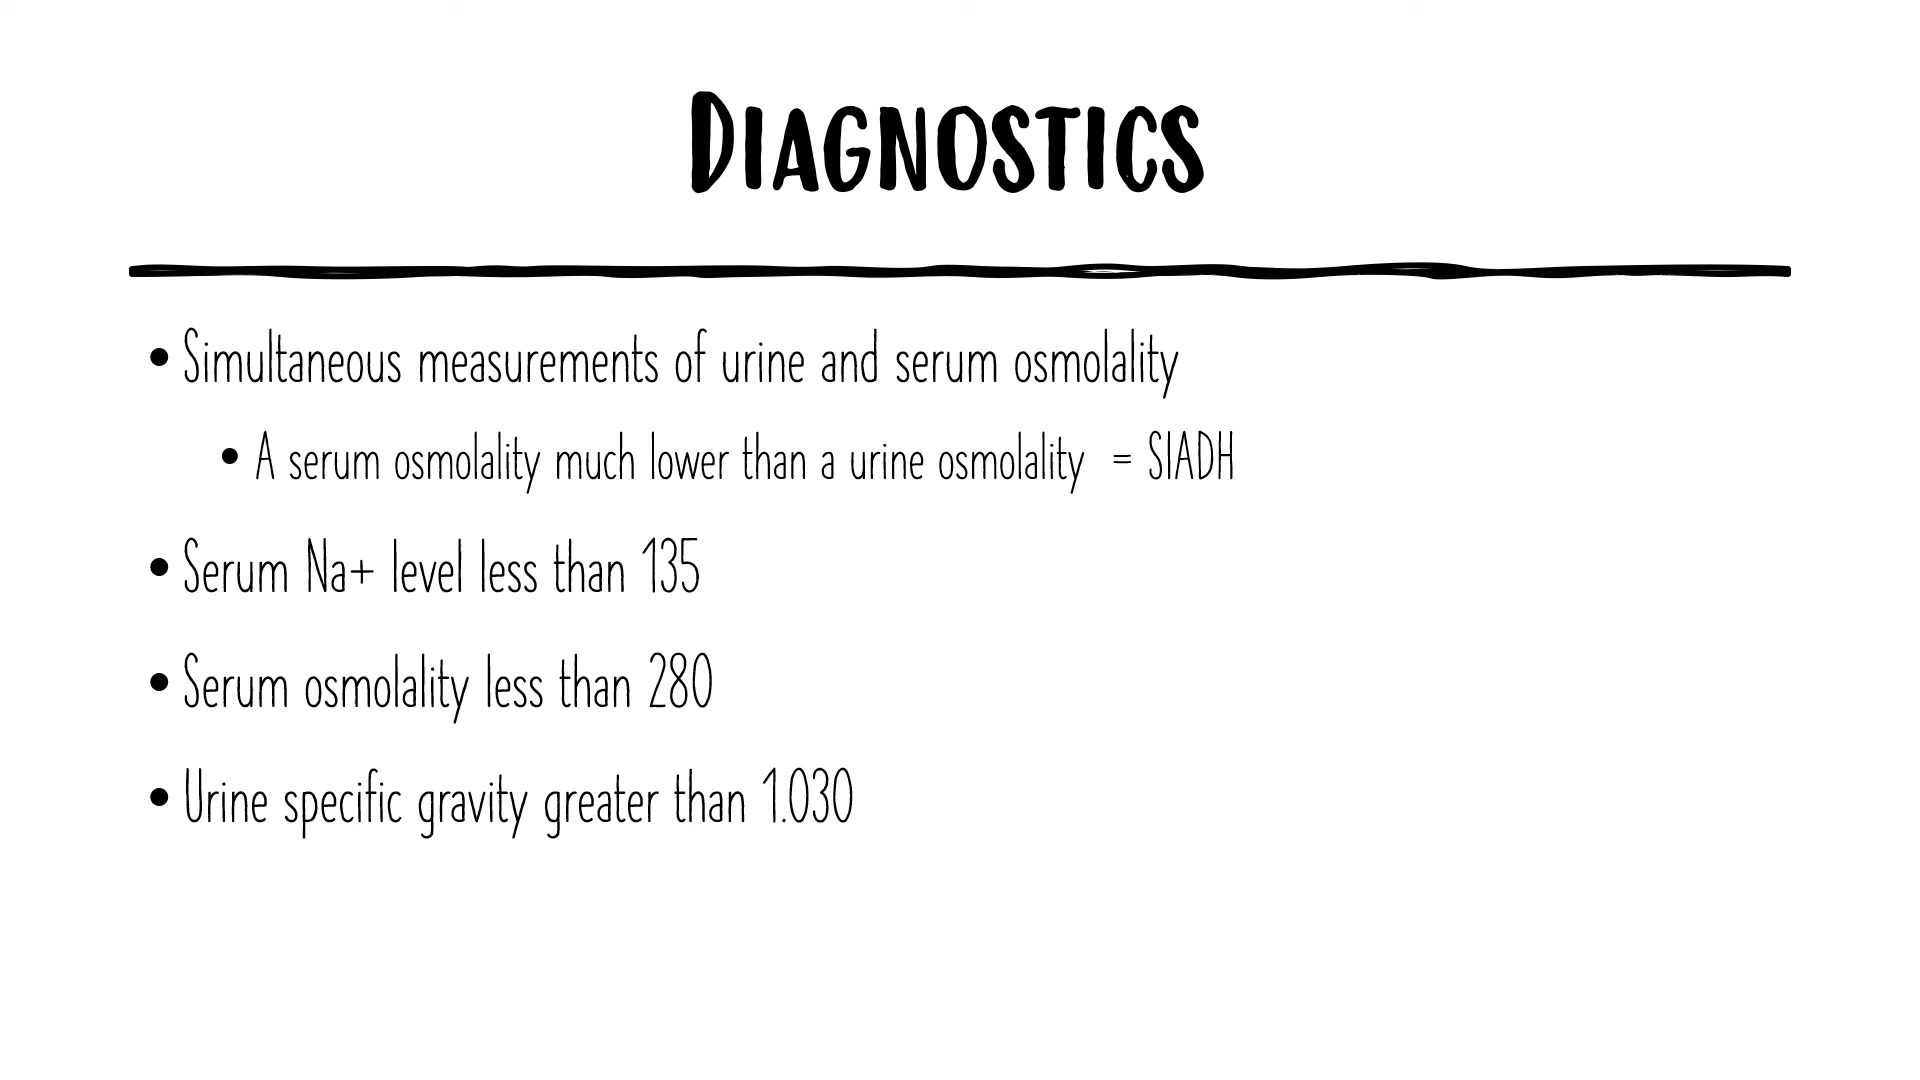 DIAGNOSTICS
• Simultaneous measurements of urine and serum osmolality
• A serum osmolality much lower than a urine osmolality = SIADH
• Serum Na+ level less than 135
• Serum osmolality less than 280
• Urine specific gravity greater than 1.030